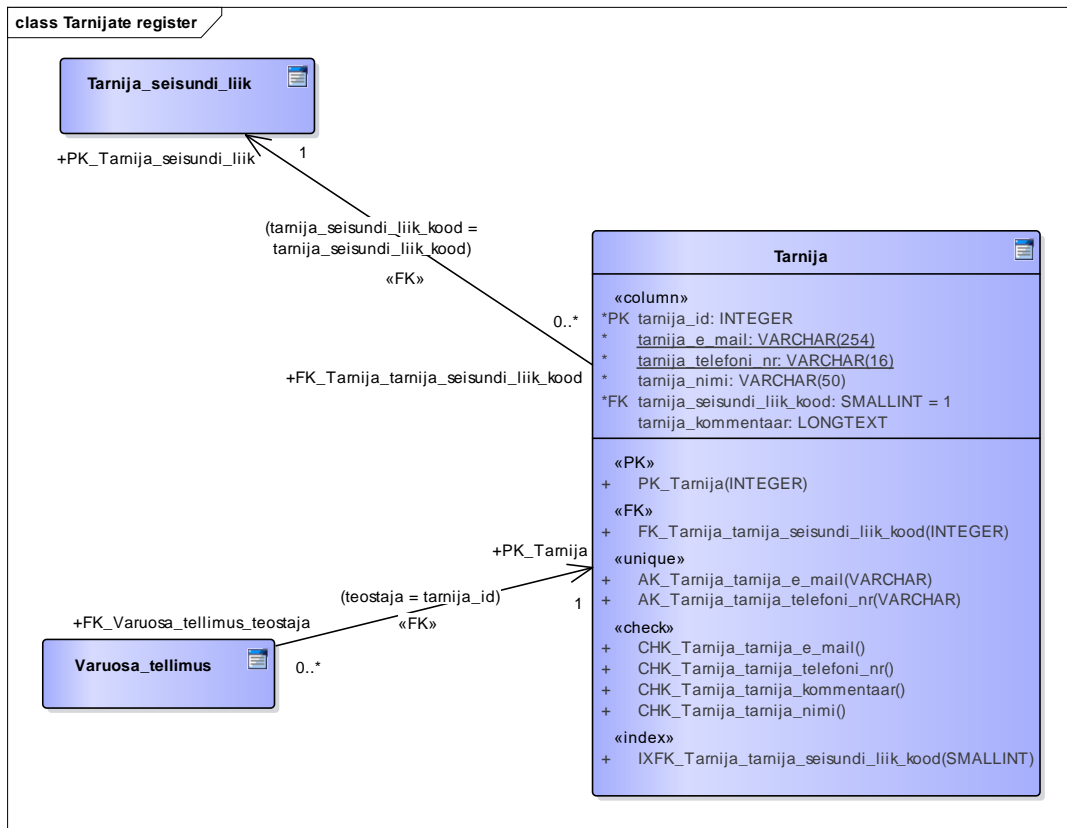 class Tarnijate register
Tarnija_seisundi_liik
+PK_Tarnija_seisundi_liik
1
(tarnija_seisundi_liik_kood =
tarnija_seisundi_liik_kood)
«FK»
0..*
+FK_Tarnija_tarnija_seisundi_liik_kood
Tarnija
«column»
*PK tarnija_id: INTEGER
* tarnija_e_mail: VARCHAR(254)
* tarnija_telefoni_nr: VARCHAR(16)
* tarnija_nimi: VARCHAR(50)
*FK tarnija_seisundi_liik_kood: SMALLINT = 1
tarnija_kommentaar: LONGTEXT
«PK»
+ PK_Tarnija(INTEGER)
«FK»
+ FK_Tarnija_tarnija_seisundi_liik_kood(INTEGER)
«unique»
+ AK_Tarnija_tarnija_e_mail(VARCHAR)
+ AK_Tarnija_tarnija_telefoni_nr(VARCHAR)
«check»
+ CHK_Tarnija_tarnija_e_mail()
+ CHK_Tarnija_tarnija_telefoni_nr()
+ CHK_Tarnija_tarnija_kommentaar()
+ CHK_Tarnija_tarnija_nimi()
«index»
+ IXFK_Tarnija_tarnija_seisundi_liik_kood(SMALLINT)
+PK_Tarnija
1
(teostaja = tarnija_id)
«FK»
+FK_Varuosa_tellimus_teostaja
0..*
Varuosa_tellimus